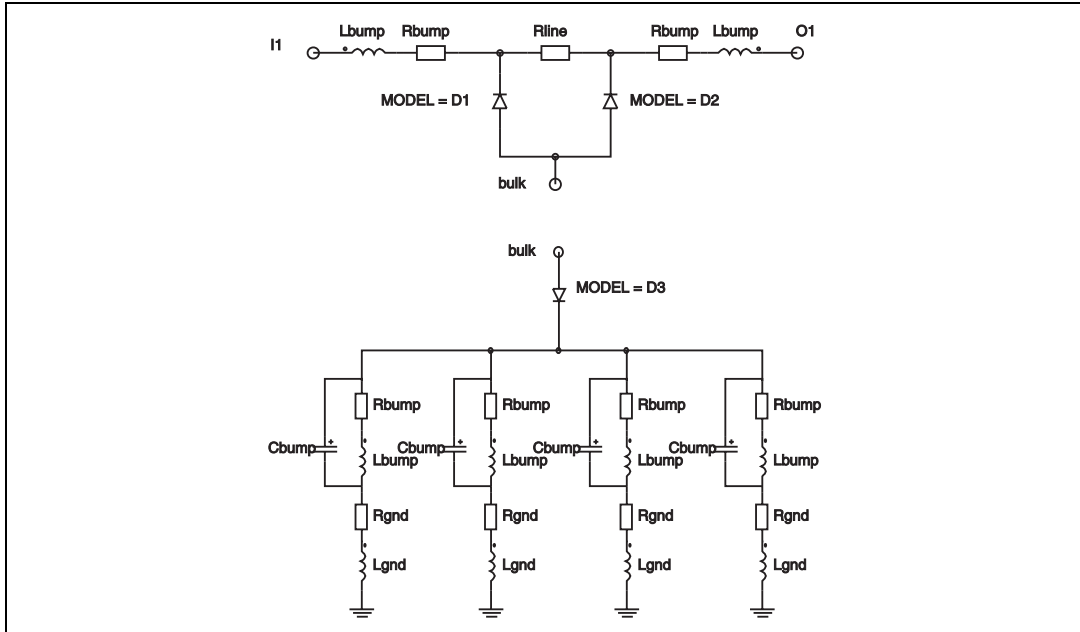 Lbump Rbump Rline Rbump Lbump O1
I1
MODEL = D1 MODEL = D2
bulk
bulk
MODEL = D3
Rbump Rbump Rbump Rbump
Cbump Cbump Cbump Cbump
Lbump Lbump Lbump Lbump
Rgnd Rgnd Rgnd Rgnd
Lgnd Lgnd Lgnd Lgnd